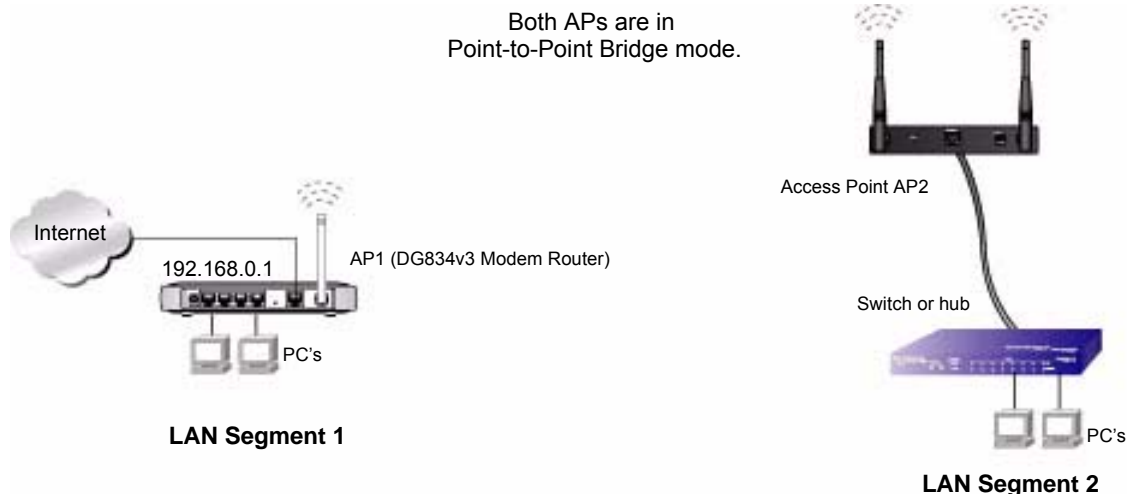 Both APs are in
Point-to-Point Bridge mode.
Access Point AP2
Internet
192.168.0.1
AP1 (DG834v3 Modem Router)
Switch or hub
PC's
LAN Segment 1
PC's
LAN Segment 2